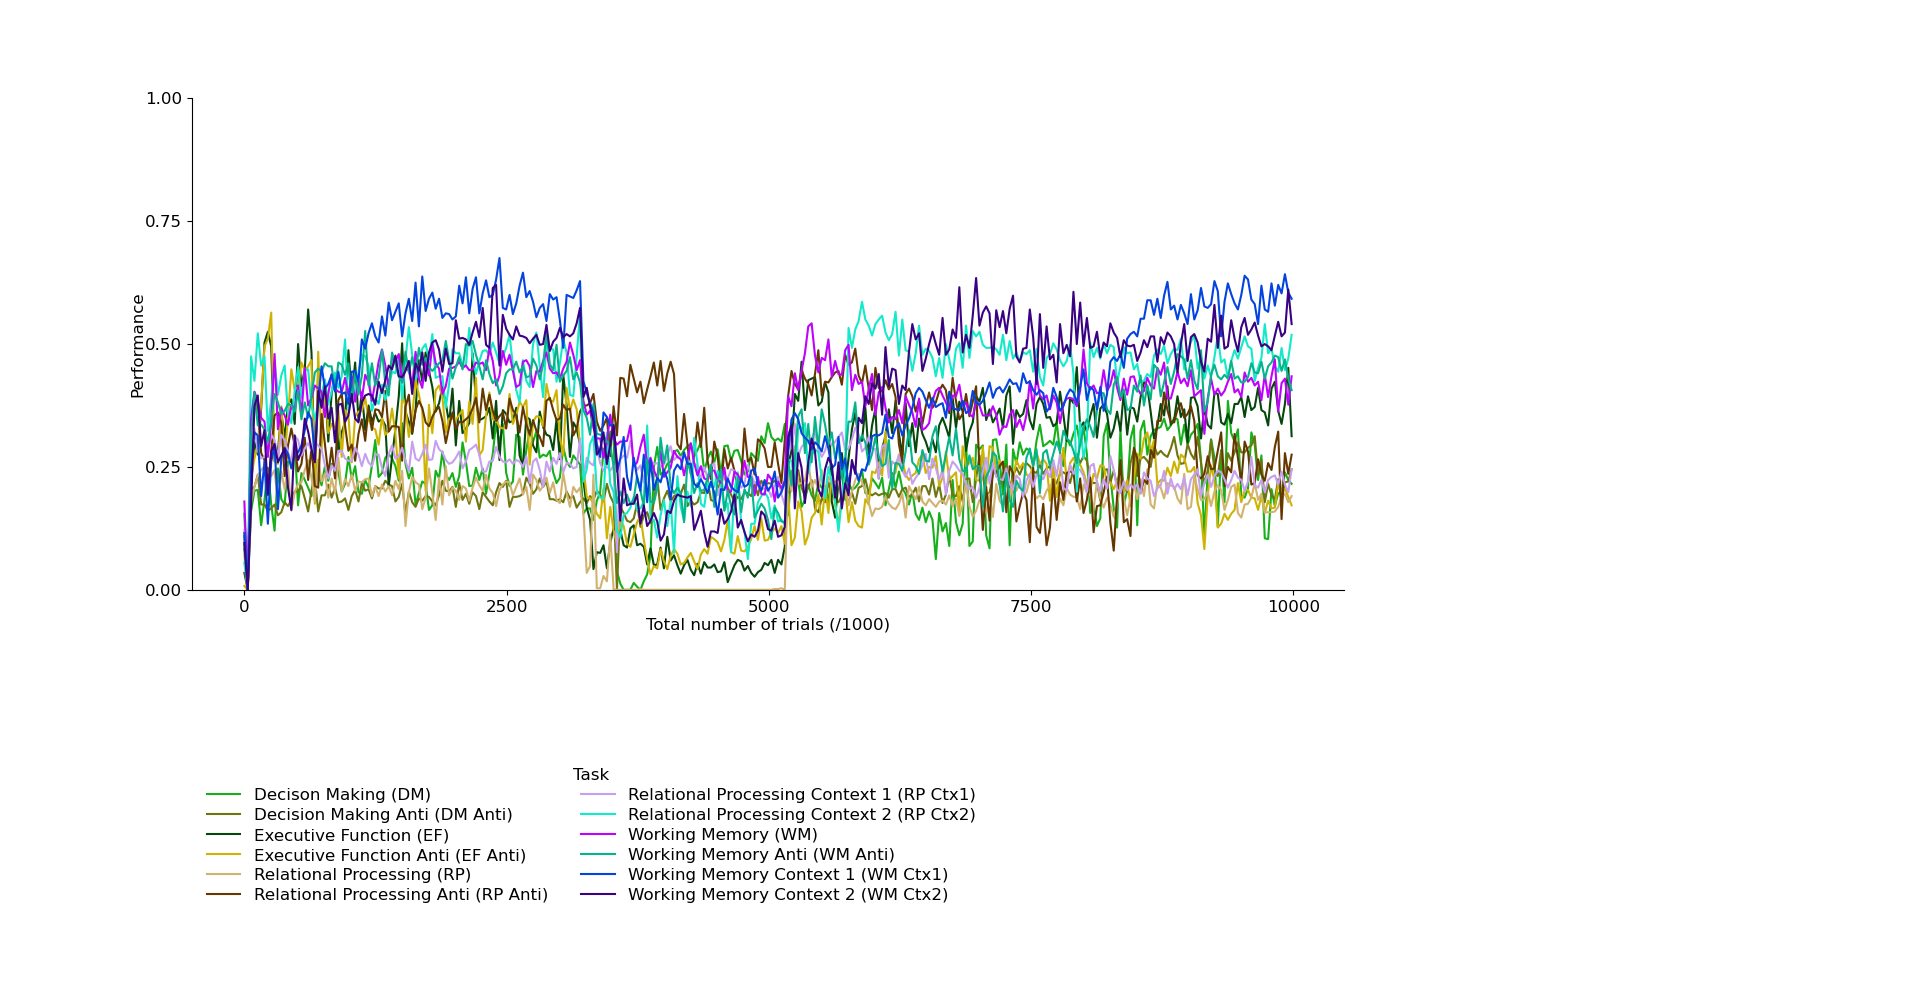 1.00
0.75
0.50
0.25
0.00
Performance
0
2500
5000
7500
10000
Total number of trials (/1000)
Task
Decison Making (DM)
Decision Making Anti (DM Anti)
Executive Function (EF)
Executive Function Anti (EF Anti)
Relational Processing (RP)
Relational Processing Anti (RP Anti)
Relational Processing Context 1 (RP Ctx1)
Relational Processing Context 2 (RP Ctx2)
Working Memory (WM)
Working Memory Anti (WM Anti)
Working Memory Context 1 (WM Ctx1)
Working Memory Context 2 (WM Ctx2)